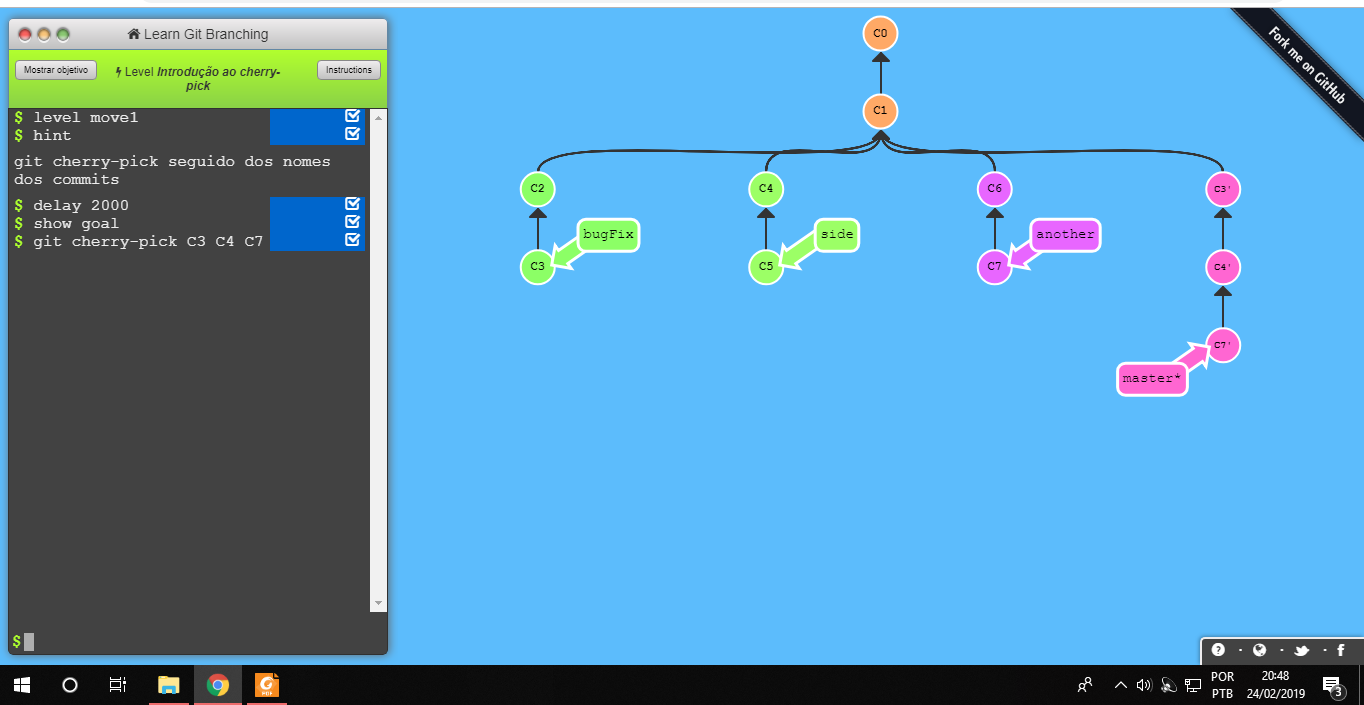 Learn Git Branching
Mostrar objetivo
Level Introdução ao cherry-
pick
Instructions
$ level move1
$ hint
git cherry-pick seguido dos nomes
dos commits
$ delay 2000
$ show goal
$ git cherry-pick C3 C4 C7
$
C0
C1
C2
C4
C6
C3'
bugFix
side
another
C3
C5
C7
C4'
C7'
master*
Fork me on GitHub
POR
PTB
20:48
24/02/2019
3
PDF